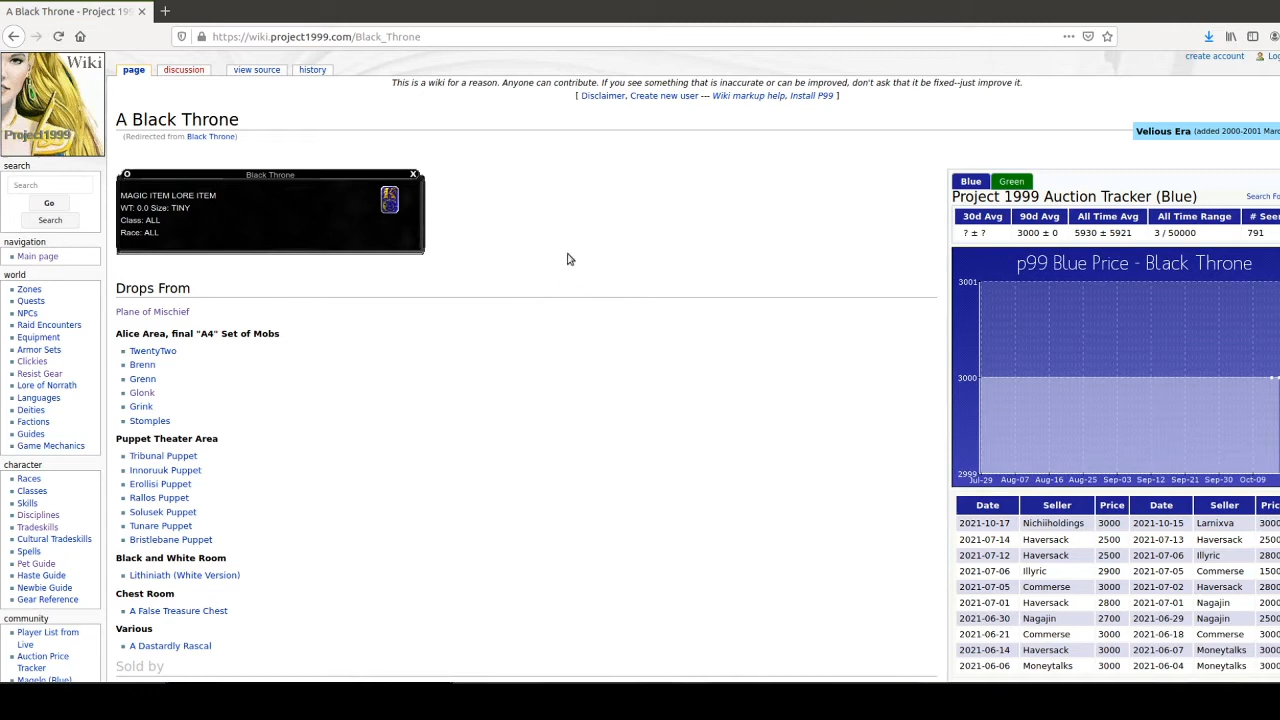 A Black Throne - Project 199
https://wiki.project1999.com/Black_Throne
create account
Wiki
Project1999
page
discussion
view source
history
This is a wiki for a reason. Anyone can contribute. If you see something that is inaccurate or can be improved, don't ask that it be fixed--just improve it.
[ Disclaimer, Create new user --- Wiki markup help, Install P99 ]
A Black Throne
(Redirected from Black Throne)
Velious Era (added 2000-2001
search
Search
Go
Search
navigation
Main page
world
Zones
Quests
NPCs
Raid Encounters
Equipment
Armor Sets
Clickies
Resist Gear
Lore of Norrath
Languages
Deities
Factions
Guides
Game Mechanics
character
Races
Classes
Skills
Disciplines
Tradeskills
Cultural Tradeskills
Spells
Pet Guide
Haste Guide
Newbie Guide
Gear Reference
community
Player List from
Live
Auction Price
Tracker
Magelo (Blue)
Black Throne
MAGIC ITEM LORE ITEM
WT: 0.0 Size: TINY
Class: ALL
Race: ALL
Drops From
Plane of Mischief
Alice Area, final "A4" Set of Mobs
TwentyTwo
Brenn
Grenn
Glonk
Grink
Stomples
Puppet Theater Area
Tribunal Puppet
Innoruuk Puppet
Erollisi Puppet
Rallos Puppet
Solusek Puppet
Tunare Puppet
Bristlebane Puppet
Black and White Room
Lithiniath (White Version)
Chest Room
A False Treasure Chest
Various
A Dastardly Rascal
Sold by
Blue Green
Project 1999 Auction Tracker (Blue)
Search
30d Avg 90d Avg All Time Avg All Time Range # Seen
? ± ? 3000 ± 0 5930 ± 5921 3 / 50000 791
p99 Blue Price - Black Throne
3001
3000
2999
Jul-29 Aug-07 Aug-16 Aug-25 Sep-03 Sep-12 Sep-21 Sep-30 Oct-09
Date Seller Price Date Seller
2021-10-17 Nichiiholdings 3000 2021-10-15 Larnixva 3000
2021-07-14 Haversack 2500 2021-07-13 Haversack 2500
2021-07-12 Haversack 2500 2021-07-06 Illyric 2800
2021-07-06 Illyric 2900 2021-07-05 Commerse 1500
2021-07-05 Commerse 3000 2021-07-02 Haversack 2800
2021-07-01 Haversack 2800 2021-07-01 Nagajin 2000
2021-06-30 Nagajin 2700 2021-06-29 Nagajin 2500
2021-06-21 Commerse 3000 2021-06-18 Commerse 3000
2021-06-14 Haversack 3000 2021-06-07 Moneytalks 3000
2021-06-06 Moneytalks 3000 2021-06-04 Moneytalks 3000